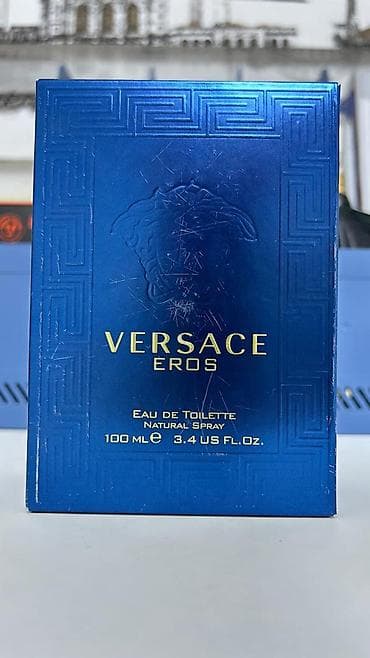 VERSACE
EROS
EAU DE TOILETTE
NATURAL SPRAY
100 ML e 3.4 US FL.OZ.